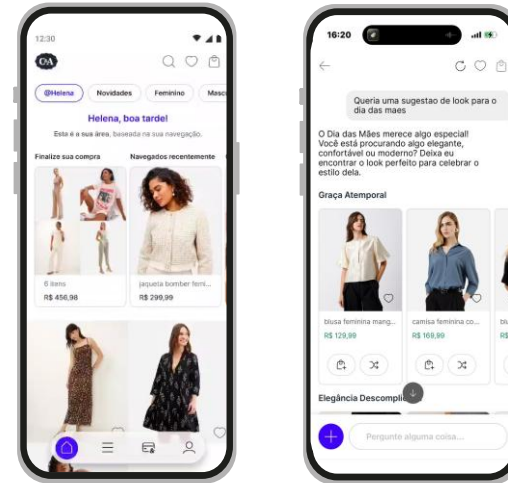 12:30
C&A
@Helena
Novidades
Feminino
Masc
Helena, boa tarde!
Esta é a sua área, baseada na sua navegação.
Finalize sua compra
Navegados recentemente
6 itens
R$ 456,98
jaqueta bomber femi...
R$ 299,99
16:20
Queria uma sugestao de look para o
dia das maes
O Dia das Mães merece algo especial!
Você está procurando algo elegante,
confortável ou moderno? Deixa eu
encontrar o look perfeito para celebrar o
estilo dela.
Graça Atemporal
blusa feminina mang...
R$ 129,99
camisa feminina co...
R$ 169,99
blu
R$
Elegância Descompli
Pergunte alguma coisa...